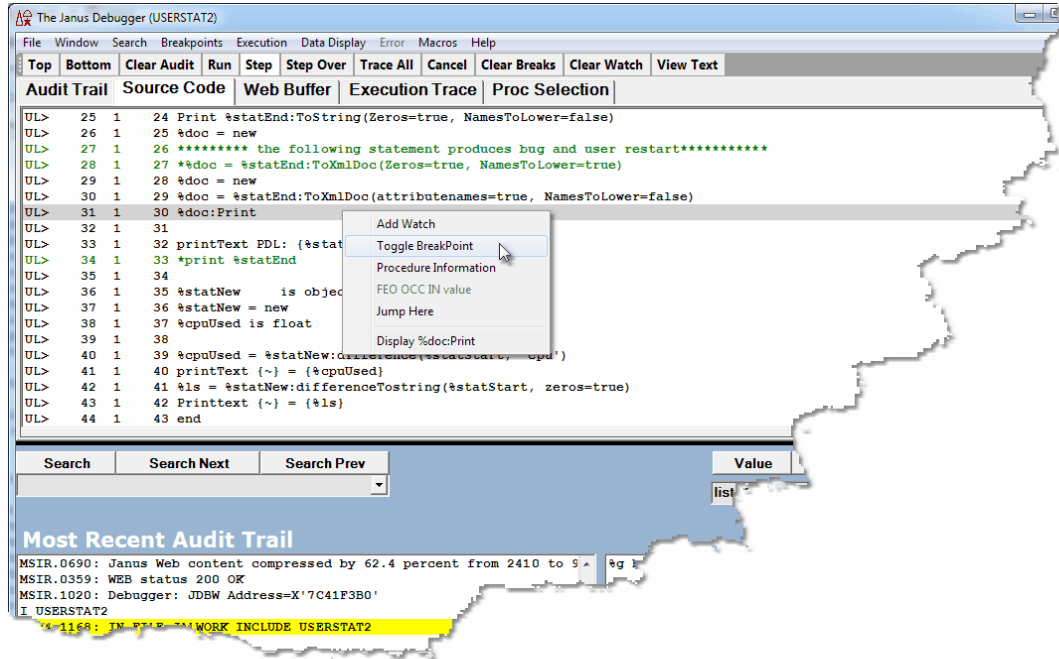 The Janus Debugger (USERSTAT2)
File Window Search Breakpoints Execution Data Display Error Macros Help
Top Bottom Clear Audit Run Step Step Over Trace All Cancel Clear Breaks Clear Watch View Text
Audit Trail Source Code Web Buffer Execution Trace Proc Selection
UL> 25 1 24 Print %statEnd:ToString(Zeros=true, NamesToLower=false)
UL> 26 1 25 %doc = new
UL> 27 1 26 ********* the following statement produces bug and user restart***********
UL> 28 1 27 *%doc = %statEnd:ToXmlDoc(Zeros=true, NamesToLower=true)
UL> 29 1 28 %doc = new
UL> 30 1 29 %doc = %statEnd:ToXmlDoc(attributenames=true, NamesToLower=false)
UL> 31 1 30 %doc:Print
UL> 32 1 31
UL> 33 1 32 printText PDL: {%stat
UL> 34 1 33 *print %statEnd
UL> 35 1 34
UL> 36 1 35 %statNew is objec
UL> 37 1 36 %statNew = new
UL> 38 1 37 %cpuUsed is float
UL> 39 1 38
UL> 40 1 39 %cpuUsed = %statNew:difference(%statStart, 'cpu')
UL> 41 1 40 printText {~} = {%cpuUsed}
UL> 42 1 41 %ls = %statNew:differenceTostring(%statStart, zeros=true)
UL> 43 1 42 Printtext {~} = {%ls}
UL> 44 1 43 end
Add Watch
Toggle BreakPoint
Procedure Information
FEO OCC IN value
Jump Here
Display %doc:Print
Search Search Next Search Prev
Value
list
Most Recent Audit Trail
MSIR.0690: Janus Web content compressed by 62.4 percent from 2410 to 9
%g
MSIR.0359: WEB status 200 OK
MSIR.1020: Debugger: JDBW Address=X'7C41F3B0'
I USERSTAT2
1168: IN FILE WORK INCLUDE USERSTAT2